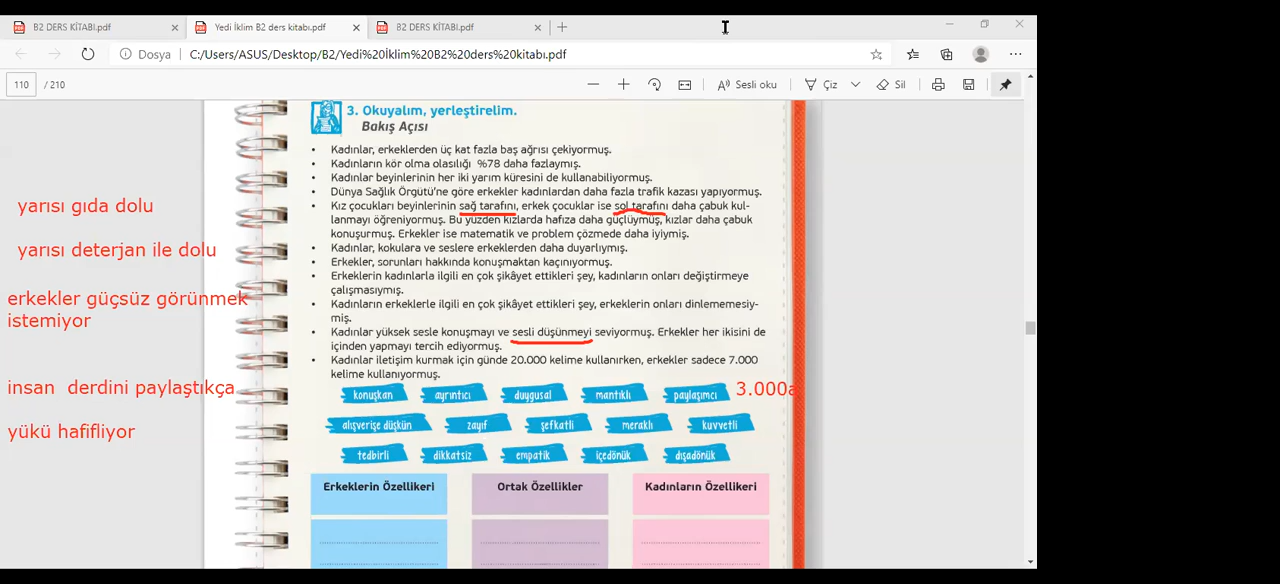 B2 DERS KİTABI.pdf
Yedi İklim B2 ders kitabı.pdf
B2 DERS KİTABI.pdf
Dosya
C:/Users/ASUS/Desktop/B2/Yedi%20İklim%20B2%20ders%20kitabı.pdf
110 / 210
Sesli oku
Çiz
Sil
3. Okuyalım, yerleştirelim.
Bakış Açısı
• Kadınlar, erkeklerden üç kat fazla baş ağrısı çekiyormuş.
• Kadınların kör olma olasılığı %78 daha fazlaymış.
• Kadınlar beyinlerinin her iki yarım küresini de kullanabiliyormuş.
• Dünya Sağlık Örgütü'ne göre erkekler kadınlardan daha fazla trafik kazası yapıyormuş.
• Kız çocukları beyinlerinin sağ tarafını, erkek çocuklar ise sol tarafını daha çabuk kul-
lanmayı öğreniyormuş. Bu yüzden kızlarda hafıza daha güçlüymüş, kızlar daha çabuk
konuşurmuş. Erkekler ise matematik ve problem çözmede daha iyiymiş.
• Kadınlar, kokulara ve seslere erkeklerden daha duyarlıymış.
• Erkekler, sorunları hakkında konuşmaktan kaçınıyormuş.
• Erkeklerin kadınlarla ilgili en çok şikâyet ettikleri şey, kadınların onları değiştirmeye
çalışmasıymış.
• Kadınların erkeklerle ilgili en çok şikâyet ettikleri şey, erkeklerin onları dinlememesiy-
miş.
• Kadınlar yüksek sesle konuşmayı ve sesli düşünmeyi seviyormuş. Erkekler her ikisini de
içinden yapmayı tercih ediyormuş.
• Kadınlar iletişim kurmak için günde 20.000 kelime kullanırken, erkekler sadece 7.000
kelime kullanıyormuş.
yarısı gıda dolu
yarısı deterjan ile dolu
erkekler güçsüz görünmek
istemiyor
insan derdini paylaştıkça
yükü hafifliyor
konuşkan ayrıntıcı duygusal mantıklı paylaşımcı 3.000a
alışverişe düşkün zayıf şefkatli meraklı kuvvetli
tedbirli dikkatsiz empatik içedönük dışadönük
Erkeklerin Özellikeri
Ortak Özellikler
Kadınların Özellikeri